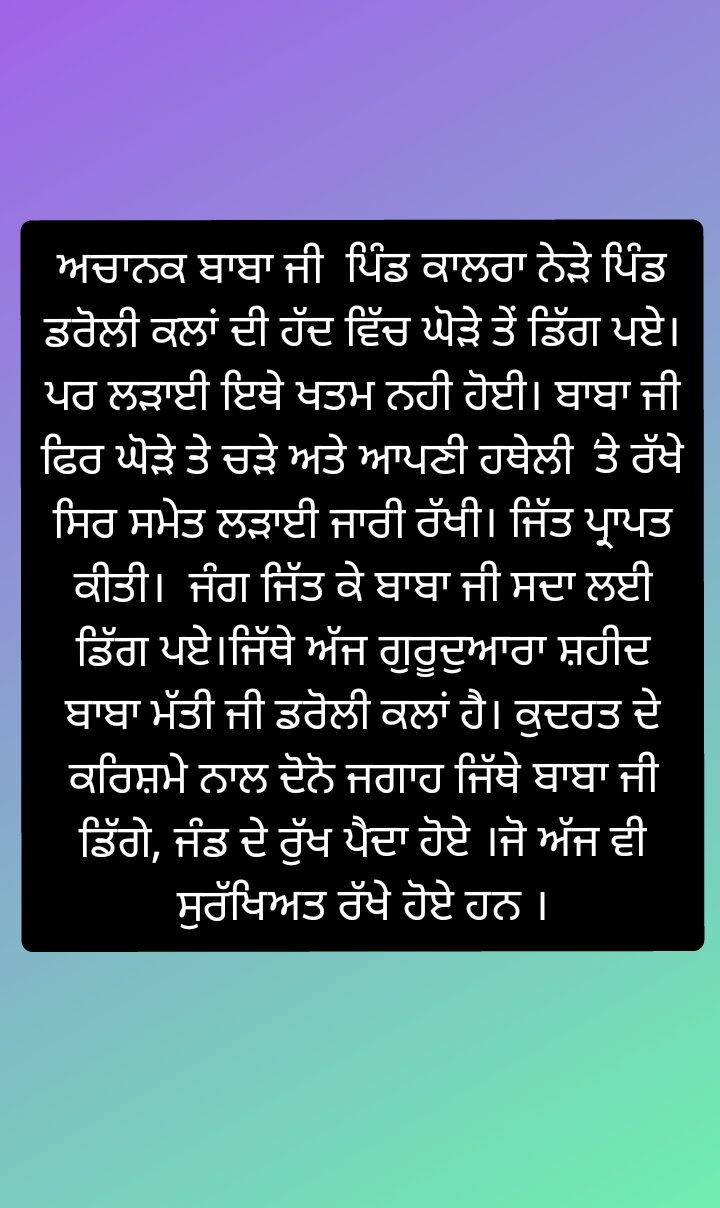 ਅਚਾਨਕ ਬਾਬਾ ਜੀ  ਪਿੰਡ ਕਾਲਰਾ ਨੇੜੇ ਪਿੰਡ
ਡਰੋਲੀ ਕਲਾਂ ਦੀ ਹੱਦ ਵਿੱਚ ਘੋੜੇ ਤੋਂ ਡਿੱਗ ਪਏ।
ਪਰ ਲੜਾਈ ਇਥੇ ਖਤਮ ਨਹੀ ਹੋਈ। ਬਾਬਾ ਜੀ
ਫਿਰ ਘੋੜੇ ਤੇ ਚੜੇ ਅਤੇ ਆਪਣੀ ਹਥੇਲੀ 'ਤੇ ਰੱਖੇ
ਸਿਰ ਸਮੇਤ ਲੜਾਈ ਜਾਰੀ ਰੱਖੀ। ਜਿੱਤ ਪ੍ਰਾਪਤ
ਕੀਤੀ।  ਜੰਗ ਜਿੱਤ ਕੇ ਬਾਬਾ ਜੀ ਸਦਾ ਲਈ
ਡਿੱਗ ਪਏ।ਜਿੱਥੇ ਅੱਜ ਗੁਰੂਦੁਆਰਾ ਸ਼ਹੀਦ
ਬਾਬਾ ਮੱਤੀ ਜੀ ਡਰੋਲੀ ਕਲਾਂ ਹੈ। ਕੁਦਰਤ ਦੇ
ਕਰਿਸ਼ਮੇ ਨਾਲ ਦੋਨੋ ਜਗਾਹ ਜਿੱਥੇ ਬਾਬਾ ਜੀ
ਡਿੱਗੇ, ਜੰਡ ਦੇ ਰੁੱਖ ਪੈਦਾ ਹੋਏ ।ਜੋ ਅੱਜ ਵੀ
ਸੁਰੱਖਿਅਤ ਰੱਖੇ ਹੋਏ ਹਨ ।